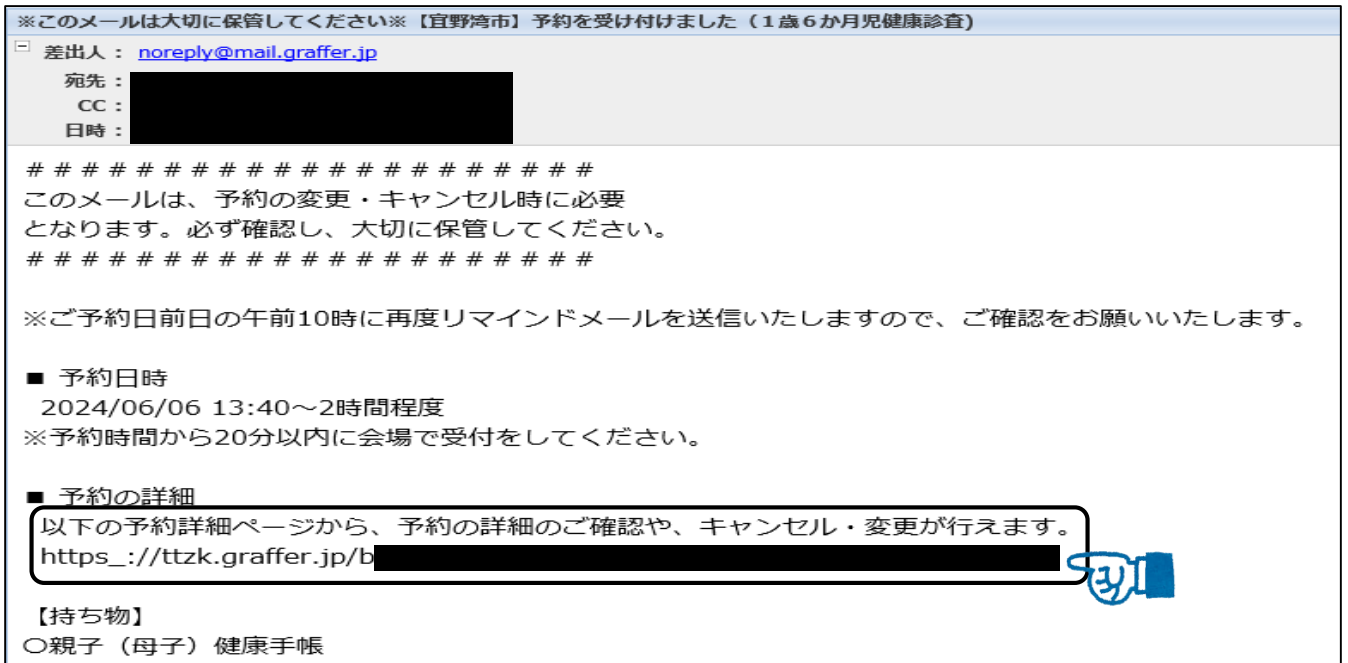 ※このメールは大切に保管してください※【宜野湾市】予約を受け付けました（１歳６か月児健康診査)
差出人： noreply@mail.graffer.jp
宛先：
CC：
日時：
＃＃＃＃＃＃＃＃＃＃＃＃＃＃＃＃＃＃＃＃＃
このメールは、予約の変更・キャンセル時に必要
となります。必ず確認し、大切に保管してください。
＃＃＃＃＃＃＃＃＃＃＃＃＃＃＃＃＃＃＃＃＃
※ご予約日前日の午前10時に再度リマインドメールを送信いたしますので、ご確認をお願いいたします。
■ 予約日時
2024/06/06 13:40～2時間程度
※予約時間から20分以内に会場で受付をしてください。
■ 予約の詳細
以下の予約詳細ページから、予約の詳細のご確認や、キャンセル・変更が行えます。
https_://ttzk.graffer.jp/b
【持ち物】
〇親子（母子）健康手帳